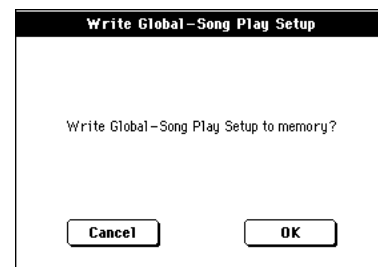 Write Global-Song Play Setup
Write Global-Song Play Setup to memory?
Cancel
OK